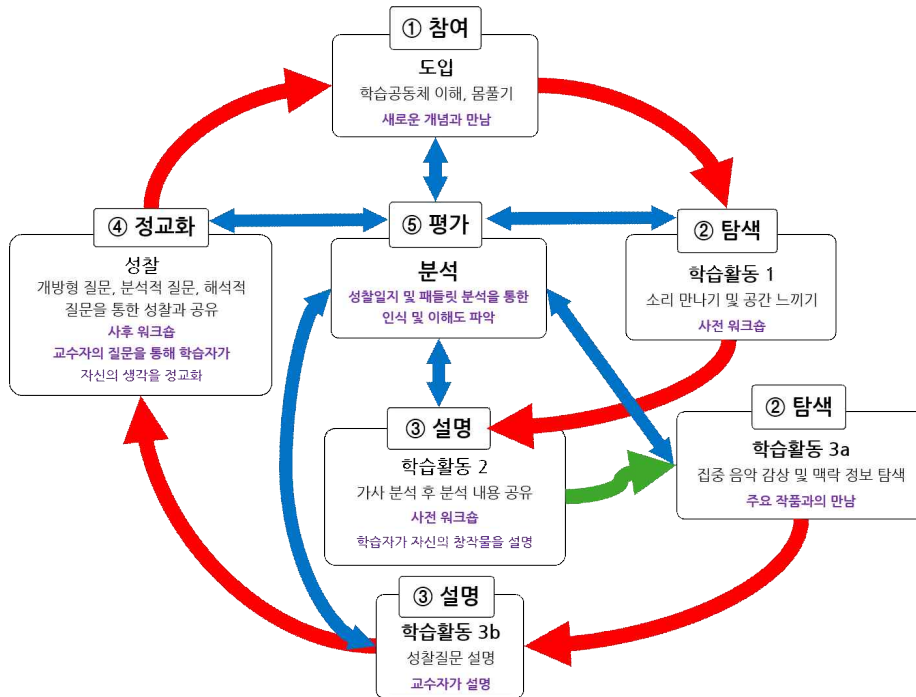 ① 참여
도입
학습공동체 이해, 몸풀기
새로운 개념과 만남
④ 정교화
성찰
개방형 질문, 분석적 질문, 해석적
질문을 통한 성찰과 공유
사후 워크숍
교수자의 질문을 통해 학습자가
자신의 생각을 정교화
⑤ 평가
분석
성찰일지 및 패들릿 분석을 통한
인식 및 이해도 파악
② 탐색
학습활동 1
소리 만나기 및 공간 느끼기
사전 워크숍
③ 설명
학습활동 2
가사 분석 후 분석 내용 공유
사전 워크숍
학습자가 자신의 창작물을 설명
② 탐색
학습활동 3a
집중 음악 감상 및 맥락 정보 탐색
주요 작품과의 만남
③ 설명
학습활동 3b
성찰질문 설명
교수자가 설명